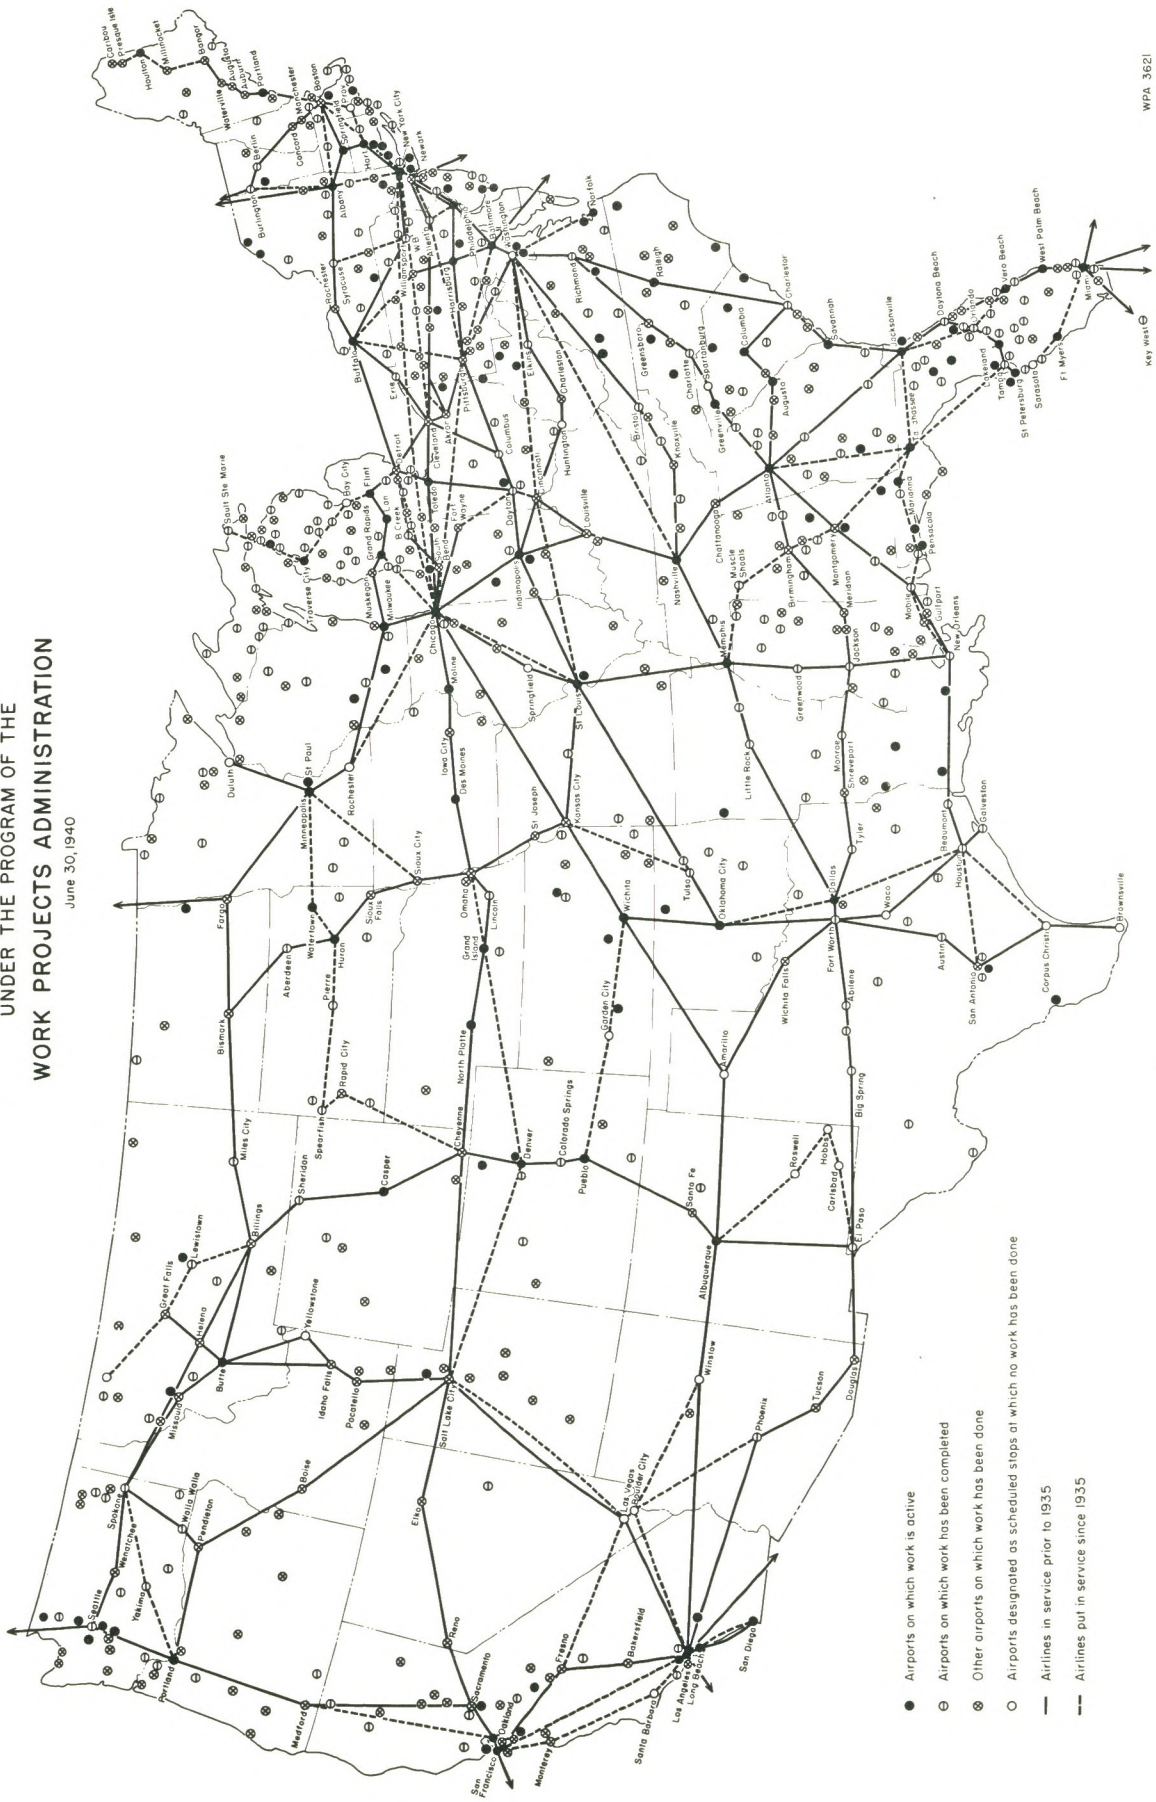 UNDER THE PROGRAM OF THE
WORK PROJECTS ADMINISTRATION
June 30,1940
Caribou
Presque Isle
Houlton
Millinocket
Bangor
Augusta
Waterville
Auburn
Portland
Manchester
Concord
Boston
Berlin
Burlington
Springfield
Prov.
Albany
New York City
Newark
Rochester
Syracuse
Williamsport
Harrisburg
Philadelphia
Baltimore
Washington
Norfolk
Buffalo
Erie
Pittsburgh
Akron
Cleveland
Elkins
Charleston
Huntington
Columbus
Richmond
Raleigh
Greensboro
Charlotte
Spartanburg
Greenville
Columbia
Charleston
Savannah
Augusta
Bristol
Knoxville
Atlanta
Chattanooga
Jacksonville
Daytona Beach
Orlando
Vero Beach
West Palm Beach
Miami
Key West
Lakeland
Tampa
St Petersburg
Sarasota
Ft Myers
Tallahassee
Marianna
Pensacola
Mobile
Gulfport
New Orleans
Montgomery
Birmingham
Muscle
Shoals
Meridian
Jackson
Greenwood
Memphis
Nashville
Louisville
Cincinnati
Dayton
Indianapolis
Fort
Wayne
Toledo
Detroit
Flint
Bay City
Lan
Grand Rapids
B Creek
South
Bend
Sault Ste Marie
Traverse City
Muskegon
Milwaukee
Chicago
Moline
Springfield
St Louis
Iowa City
Des Moines
St Joseph
Kansas City
Duluth
St Paul
Minneapolis
Rochester
Sioux City
Omaha
Lincoln
Grand
Island
Sioux
Falls
Watertown
Huron
Aberdeen
Pierre
Fargo
Bismarck
Rapid City
Spearfish
North Platte
Cheyenne
Denver
Colorado Springs
Pueblo
Garden City
Wichita
Tulsa
Oklahoma City
Little Rock
Monroe
Shreveport
Tyler
Dallas
Fort Worth
Waco
Beaumont
Houston
Galveston
Austin
San Antonio
Corpus Christi
Brownsville
Wichita Falls
Abilene
Big Spring
Amarillo
Miles City
Sheridan
Casper
Billings
Lewistown
Great Falls
Helena
Butte
Yellowstone
Idaho Falls
Pocatello
Salt Lake City
Missoula
Santa Fe
Albuquerque
Roswell
Hobbs
Carlsbad
El Paso
Winslow
Phoenix
Tucson
Douglas
Las Vegas
Boulder City
Boise
Elko
Reno
Spokane
Wenatchee
Walla Walla
Pendleton
Yakima
Seattle
Portland
Medford
Sacramento
Oakland
San
Francisco
Monterey
Fresno
Bakersfield
Santa Barbara
Los Angeles
Long Beach
San Diego
Airports on which work is active
Airports on which work has been completed
Other airports on which work has been done
Airports designated as scheduled stops at which no work has been done
Airlines in service prior to 1935
Airlines put in service since 1935
WPA 3621